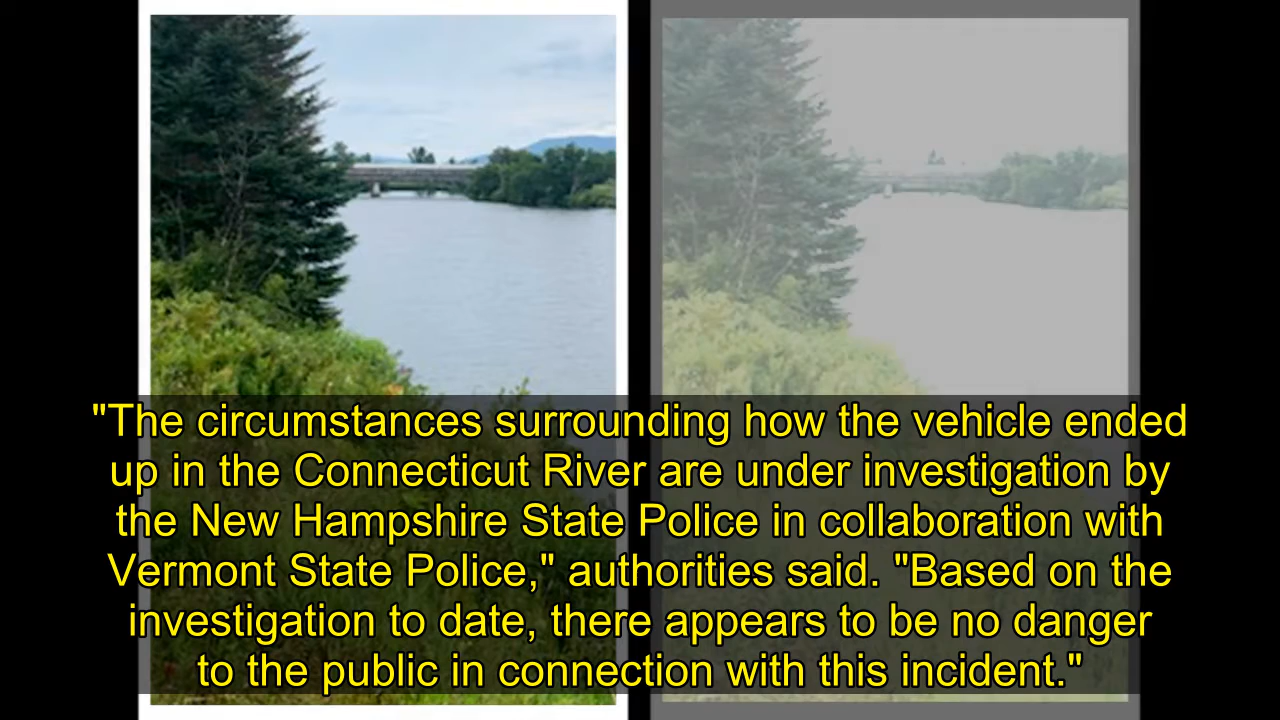 "The circumstances surrounding how the vehicle ended
up in the Connecticut River are under investigation by
the New Hampshire State Police in collaboration with
Vermont State Police," authorities said. "Based on the
investigation to date, there appears to be no danger
to the public in connection with this incident."